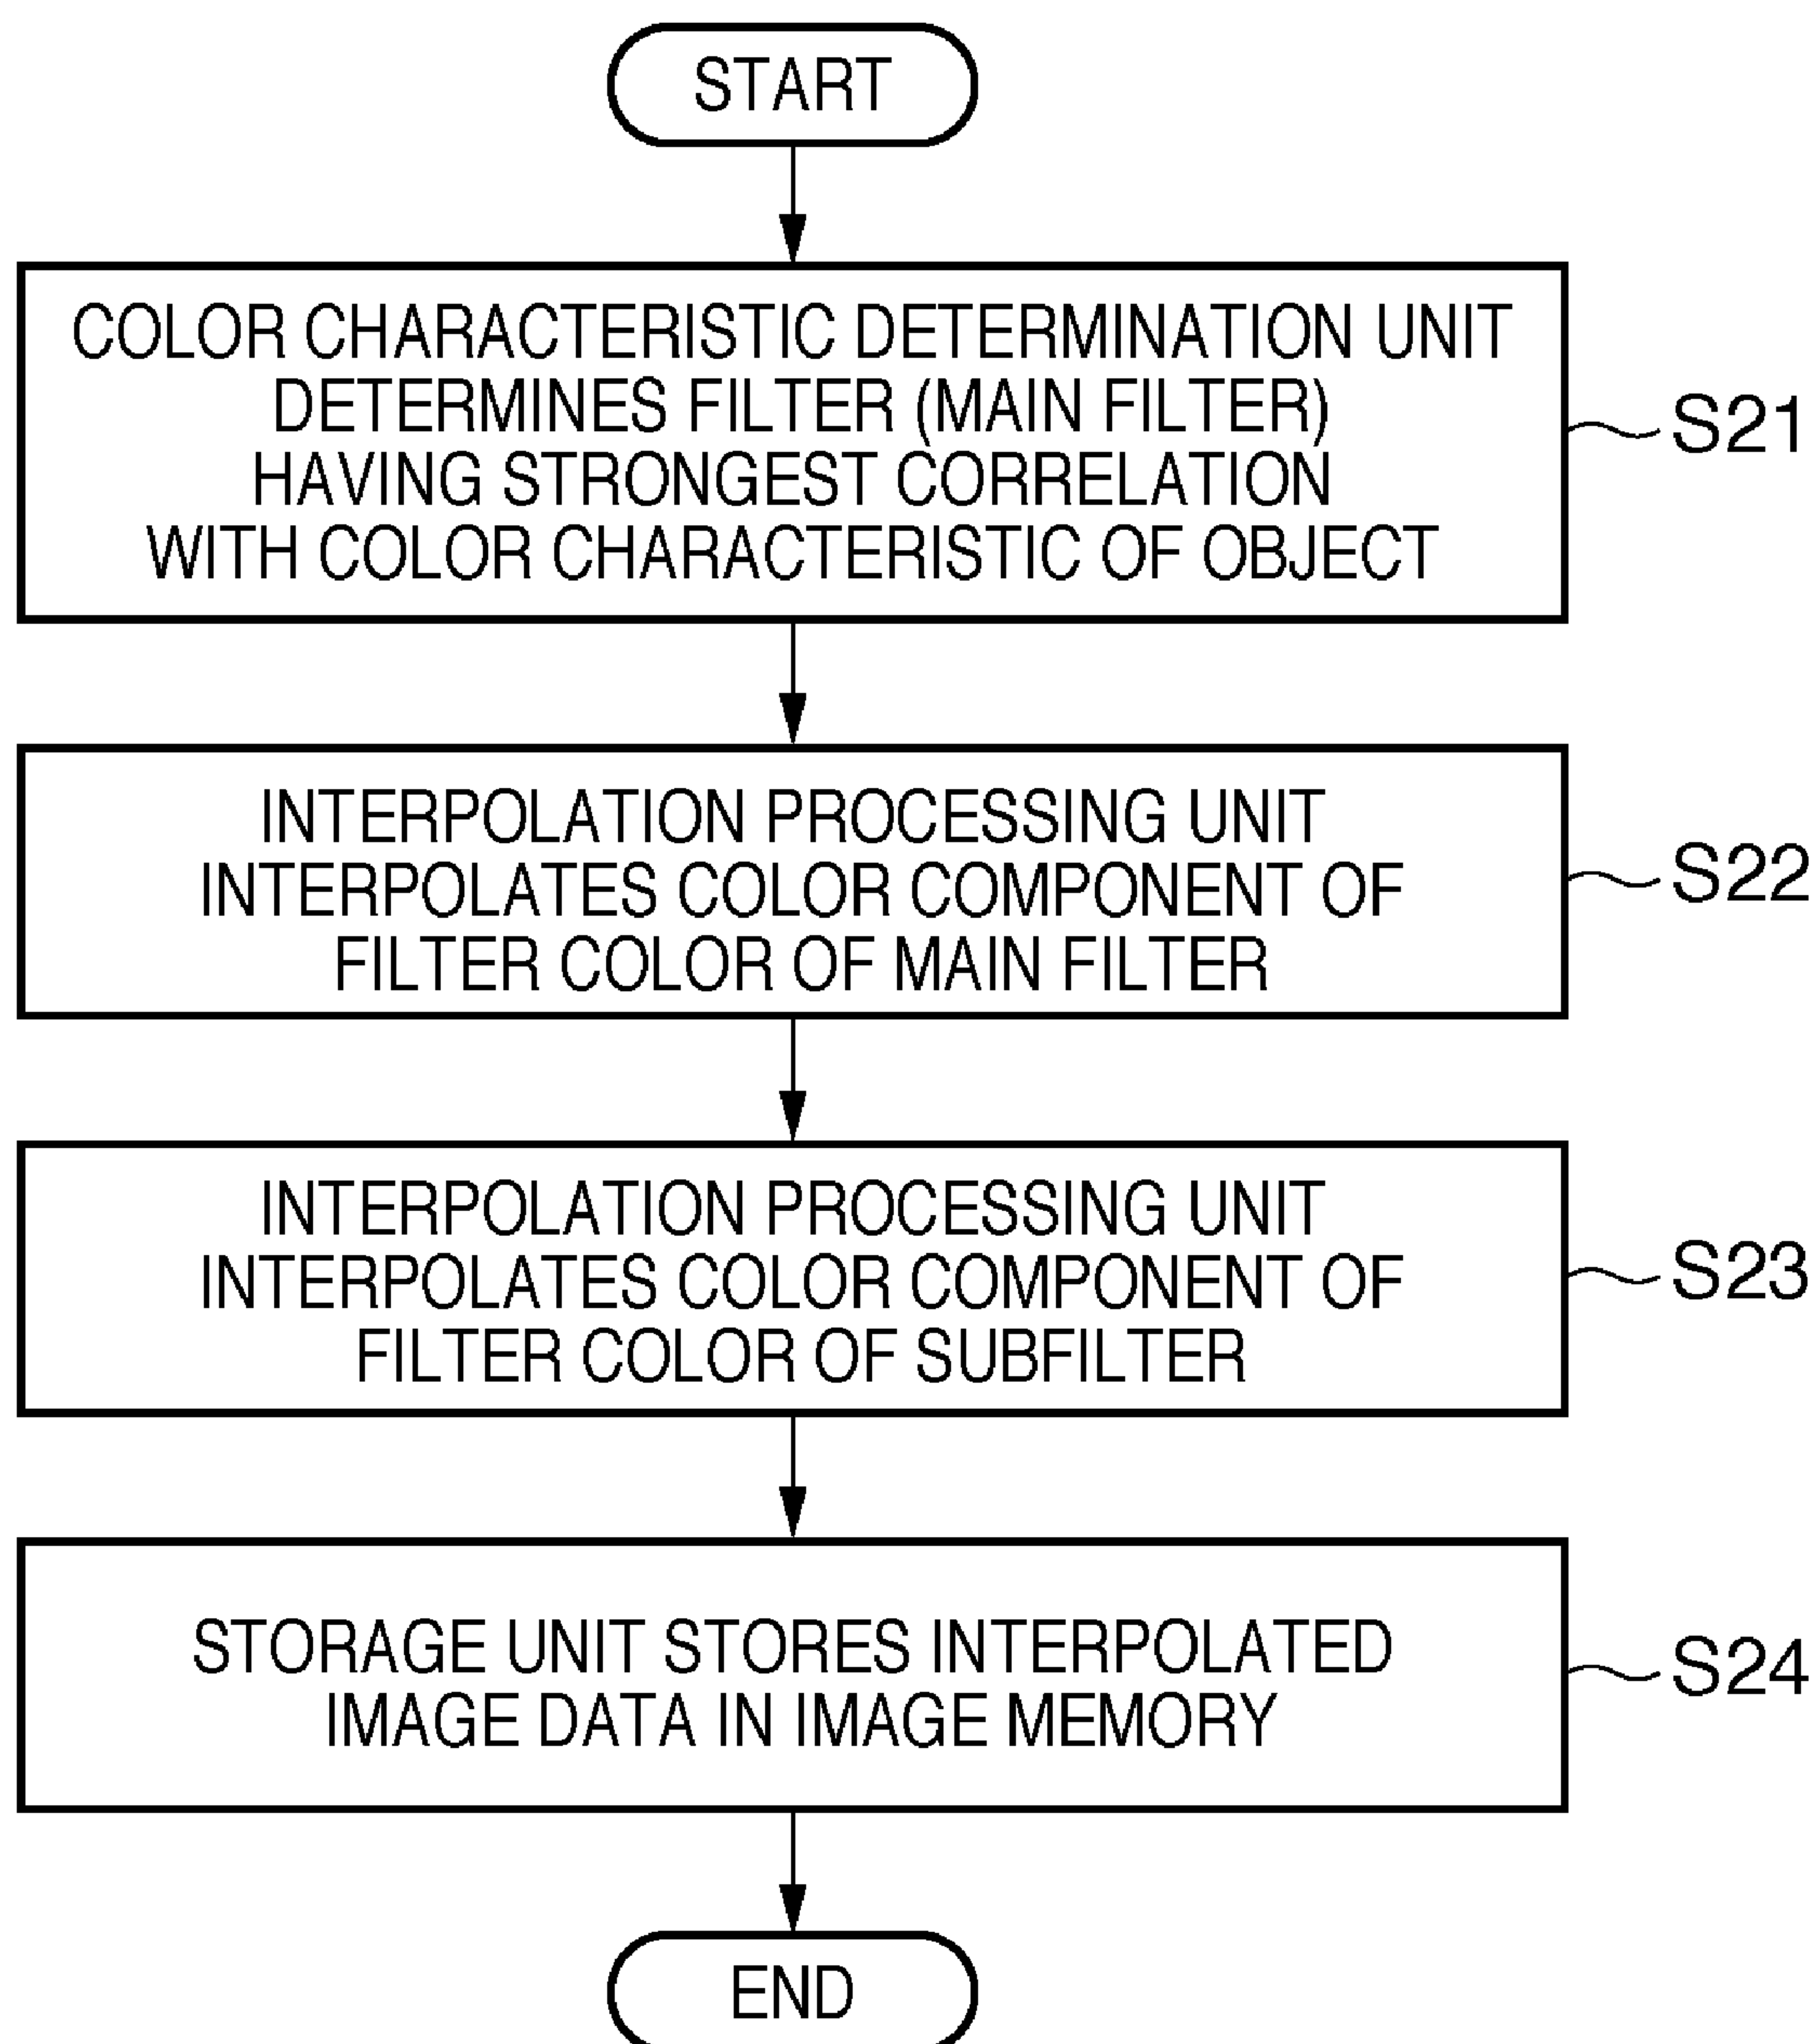 START
COLOR CHARACTERISTIC DETERMINATION UNIT
DETERMINES FILTER (MAIN FILTER)
HAVING STRONGEST CORRELATION
WITH COLOR CHARACTERISTIC OF OBJECT
S21
INTERPOLATION PROCESSING UNIT
INTERPOLATES COLOR COMPONENT OF
FILTER COLOR OF MAIN FILTER
S22
INTERPOLATION PROCESSING UNIT
INTERPOLATES COLOR COMPONENT OF
FILTER COLOR OF SUBFILTER
S23
STORAGE UNIT STORES INTERPOLATED
IMAGE DATA IN IMAGE MEMORY
S24
END